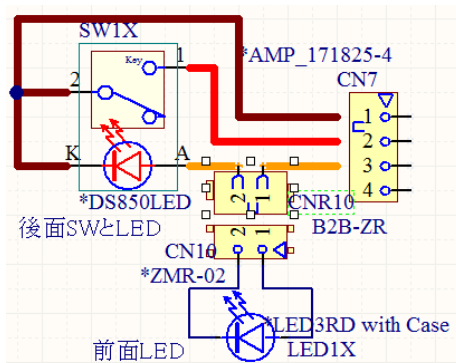 SW1X
*AMP_171825-4
CN7
Key
1
2
1
2
3
4
K
A
*DS850LED
後面SWとLED
2
1
CNR10
B2B-ZR
CN10
2
1
*ZMR-02
*LED3RD with Case
LED1X
前面LED